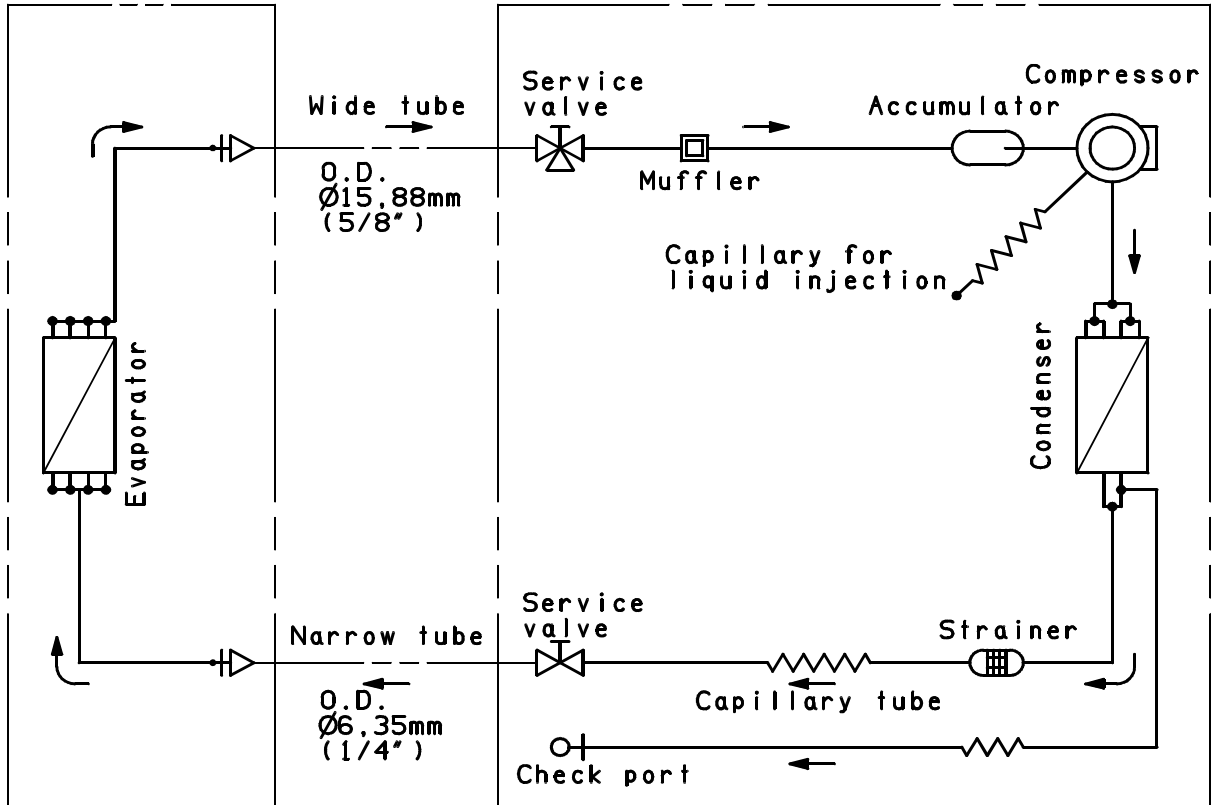 Compressor
Service
valve
Wide tube
Accumulator
O.D.
Ø15,88mm
(5/8")
Muffler
Capillary for
liquid injection
Evaporator
Condenser
Service
valve
Narrow tube
Strainer
O.D.
Ø6,35mm
(1/4")
Capillary tube
Check port